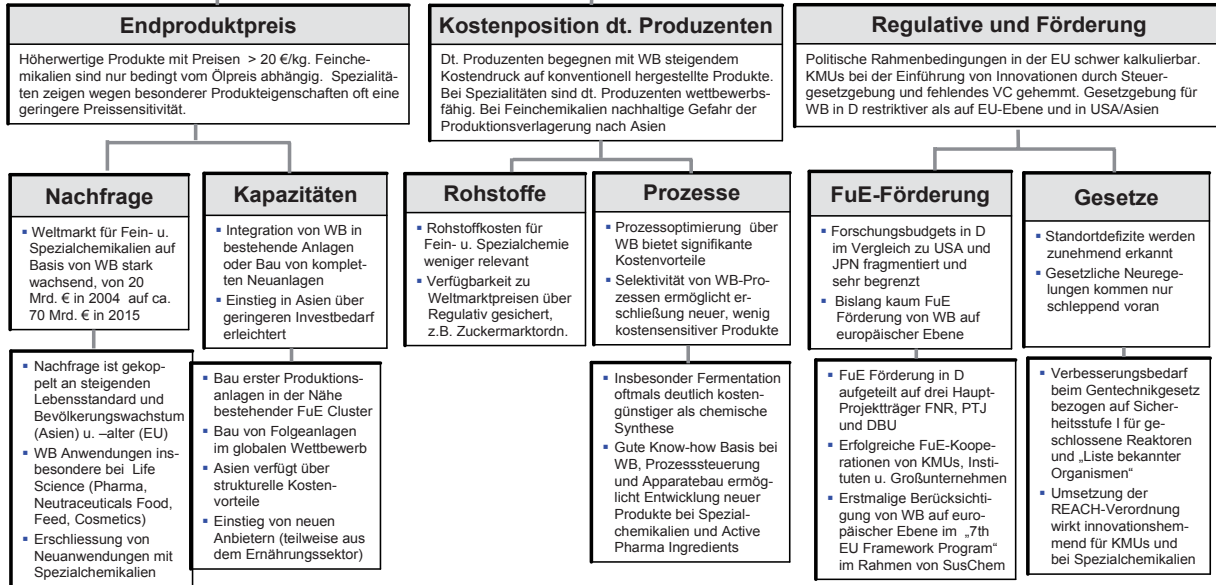 Endproduktpreis
Höherwertige Produkte mit Preisen > 20 €/kg. Feinche-
mikalien sind nur bedingt vom Ölpreis abhängig. Spezialitä-
ten zeigen wegen besonderer Produkteigenschaften oft eine
geringere Preissensitivität.
Kostenposition dt. Produzenten
Dt. Produzenten begegnen mit WB steigendem
Kostendruck auf konventionell hergestellte Produkte.
Bei Spezialitäten sind dt. Produzenten wettbewerbs-
fähig. Bei Feinchemikalien nachhaltige Gefahr der
Produktionsverlagerung nach Asien
Regulative und Förderung
Politische Rahmenbedingungen in der EU schwer kalkulierbar.
KMUs bei der Einführung von Innovationen durch Steuer-
gesetzgebung und fehlendes VC gehemmt. Gesetzgebung für
WB in D restriktiver als auf EU-Ebene und in USA/Asien
Nachfrage
▪ Weltmarkt für Fein- u.
Spezialchemikalien auf
Basis von WB stark
wachsend, von 20
Mrd. € in 2004 auf ca.
70 Mrd. € in 2015
▪ Nachfrage ist gekop-
pelt an steigenden
Lebensstandard und
Bevölkerungswachstum
(Asien) u. –alter (EU)
▪ WB Anwendungen ins-
besondere bei Life
Science (Pharma,
Neutraceuticals Food,
Feed, Cosmetics)
▪ Erschliessung von
Neuanwendungen mit
Spezialchemikalien
Kapazitäten
▪ Integration von WB in
bestehende Anlagen
oder Bau von komplet-
ten Neuanlagen
▪ Einstieg in Asien über
geringeren Investbedarf
erleichtert
▪ Bau erster Produktions-
anlagen in der Nähe
bestehender FuE Cluster
▪ Bau von Folgeanlagen
im globalen Wettbewerb
▪ Asien verfügt über
strukturelle Kosten-
vorteile
▪ Einstieg von neuen
Anbietern (teilweise aus
dem Ernährungssektor)
Rohstoffe
▪ Rohstoffkosten für
Fein- u. Spezialchemie
weniger relevant
▪ Verfügbarkeit zu
Weltmarktpreisen über
Regulativ gesichert,
z.B. Zuckermarktordn.
Prozesse
▪ Prozessoptimierung über
WB bietet signifikante
Kostenvorteile
▪ Selektivität von WB-Pro-
zessen ermöglicht er-
schließung neuer, wenig
kostensensitiver Produkte
▪ Insbesonder Fermentation
oftmals deutlich kosten-
günstiger als chemische
Synthese
▪ Gute Know-how Basis bei
WB, Prozesssteuerung
und Apparatebau ermög-
licht Entwicklung neuer
Produkte bei Spezial-
chemikalien und Active
Pharma Ingredients
FuE-Förderung
▪ Forschungsbudgets in D
im Vergleich zu USA und
JPN fragmentiert und
sehr begrenzt
▪ Bislang kaum FuE
Förderung von WB auf
europäischer Ebene
▪ FuE Förderung in D
aufgeteilt auf drei Haupt-
Projektträger FNR, PTJ
und DBU
▪ Erfolgreiche FuE-Koope-
rationen von KMUs, Insti-
tuten u. Großunternehmen
▪ Erstmalige Berücksichti-
gung von WB auf euro-
päischer Ebene im „7th
EU Framework Program“
im Rahmen von SusChem
Gesetze
▪ Standortdefizite werden
zunehmend erkannt
▪ Gesetzliche Neurege-
lungen kommen nur
schleppend voran
▪ Verbesserungsbedarf
beim Gentechnikgesetz
bezogen auf Sicher-
heitsstufe I für ge-
schlossene Reaktoren
und „Liste bekannter
Organismen“
▪ Umsetzung der
REACH-Verordnung
wirkt innovationshem-
mend für KMUs und
bei Spezialchemikalien